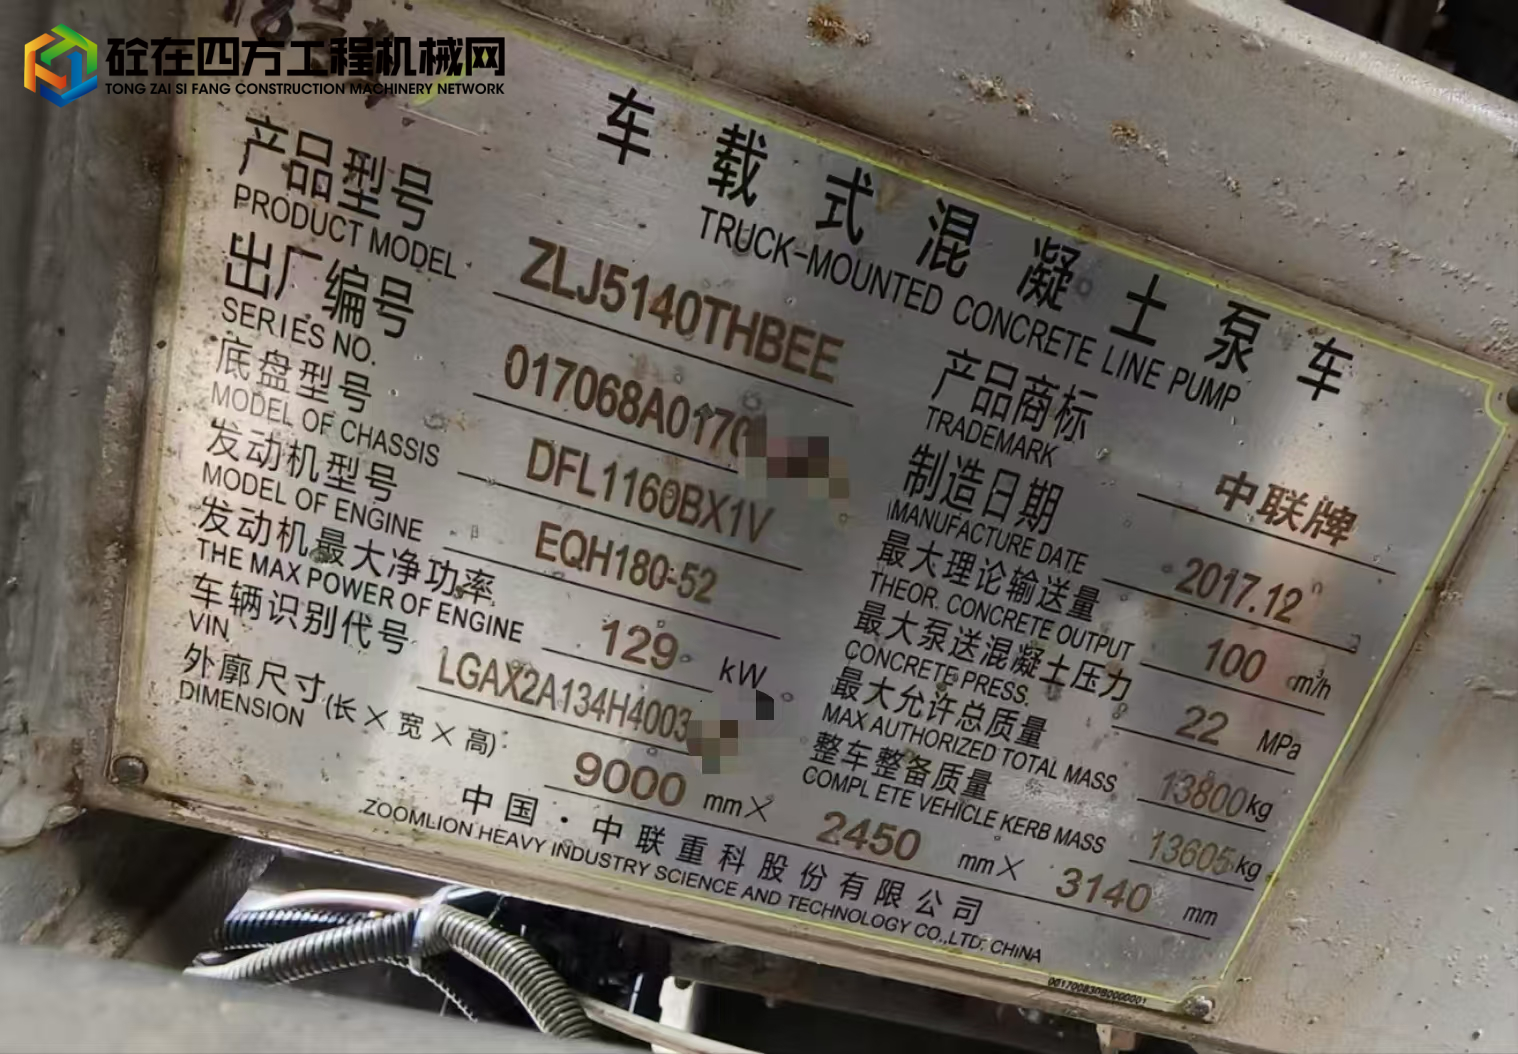 砼在四方工程机械网
TONG ZAI SI FANG CONSTRUCTION MACHINERY NETWORK
车载式混凝土泵车
TRUCK-MOUNTED CONCRETE LINE PUMP
产品型号 ZLJ5140THBEE
PRODUCT MODEL
产品商标 中联牌
TRADEMARK
出厂编号 017068A0170
SERIES NO.
制造日期 2017.12
MANUFACTURE DATE
底盘型号 DFL1160BX1V
MODEL OF CHASSIS
最大理论输送量 100 m³/h
THEOR. CONCRETE OUTPUT
发动机型号 EQH180-52
MODEL OF ENGINE
最大泵送混凝土压力 22 MPa
CONCRETE PRESS.
发动机最大净功率 129 kW
THE MAX POWER OF ENGINE
最大允许总质量 13800kg
MAX AUTHORIZED TOTAL MASS
车辆识别代号 LGAX2A134H4003
VIN
整车整备质量 13605kg
COMPLETE VEHICLE KERB MASS
外廓尺寸(长×宽×高) 9000 mm× 2450 mm× 3140 mm
DIMENSION
中国·中联重科股份有限公司
ZOOMLION HEAVY INDUSTRY SCIENCE AND TECHNOLOGY CO.,LTD. CHINA